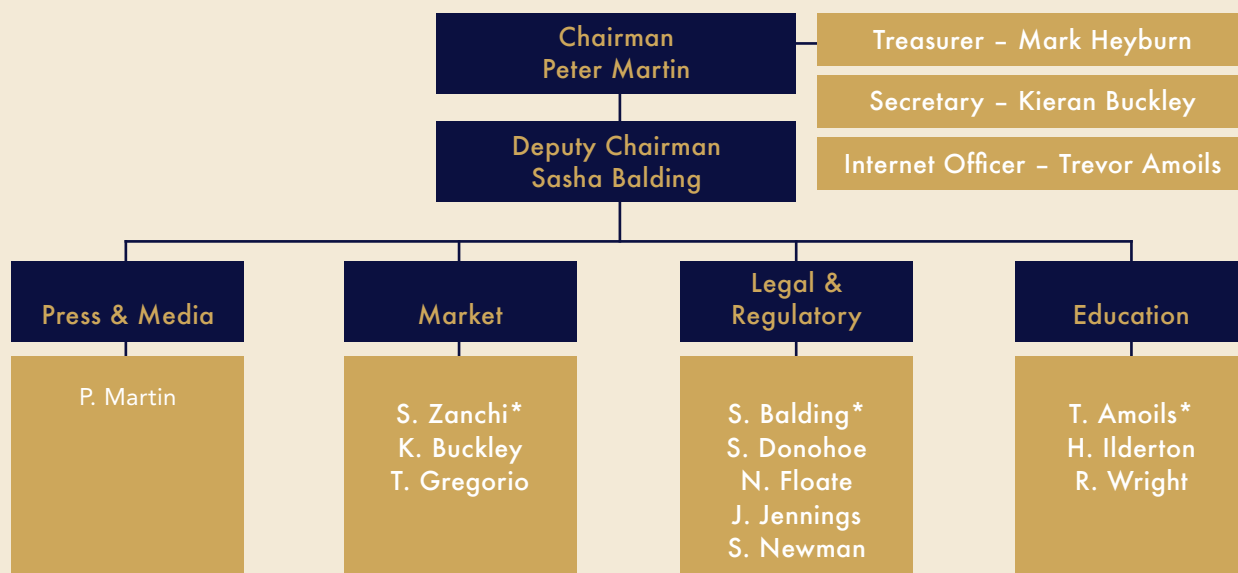 Chairman
Peter Martin
Treasurer – Mark Heyburn
Secretary – Kieran Buckley
Internet Officer – Trevor Amoils
Deputy Chairman
Sasha Balding
Press & Media
Market
Legal &
Regulatory
Education
P. Martin
S. Zanchi*
K. Buckley
T. Gregorio
S. Balding*
S. Donohoe
N. Floate
J. Jennings
S. Newman
T. Amoils*
H. Ilderton
R. Wright